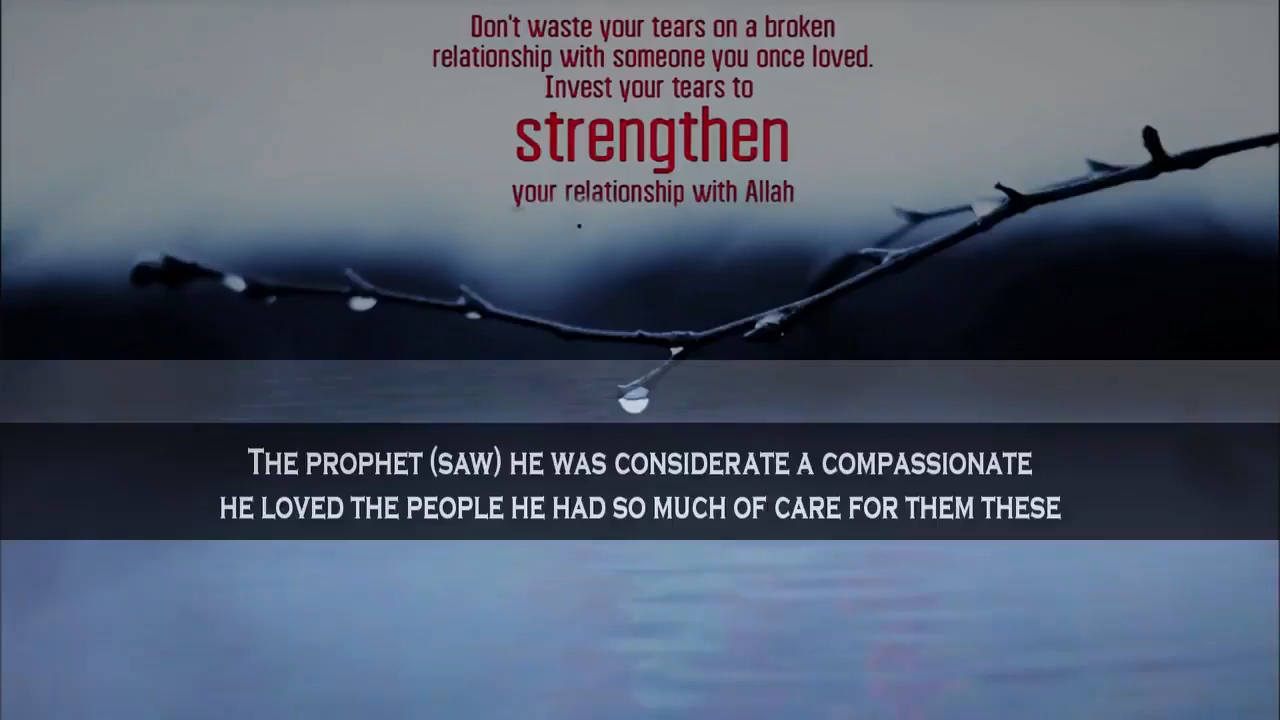 Don't waste your tears on a broken
relationship with someone you once loved.
Invest your tears to
strengthen
your relationship with Allah
THE PROPHET (SAW) HE WAS CONSIDERATE A COMPASSIONATE
HE LOVED THE PEOPLE HE HAD SO MUCH OF CARE FOR THEM THESE